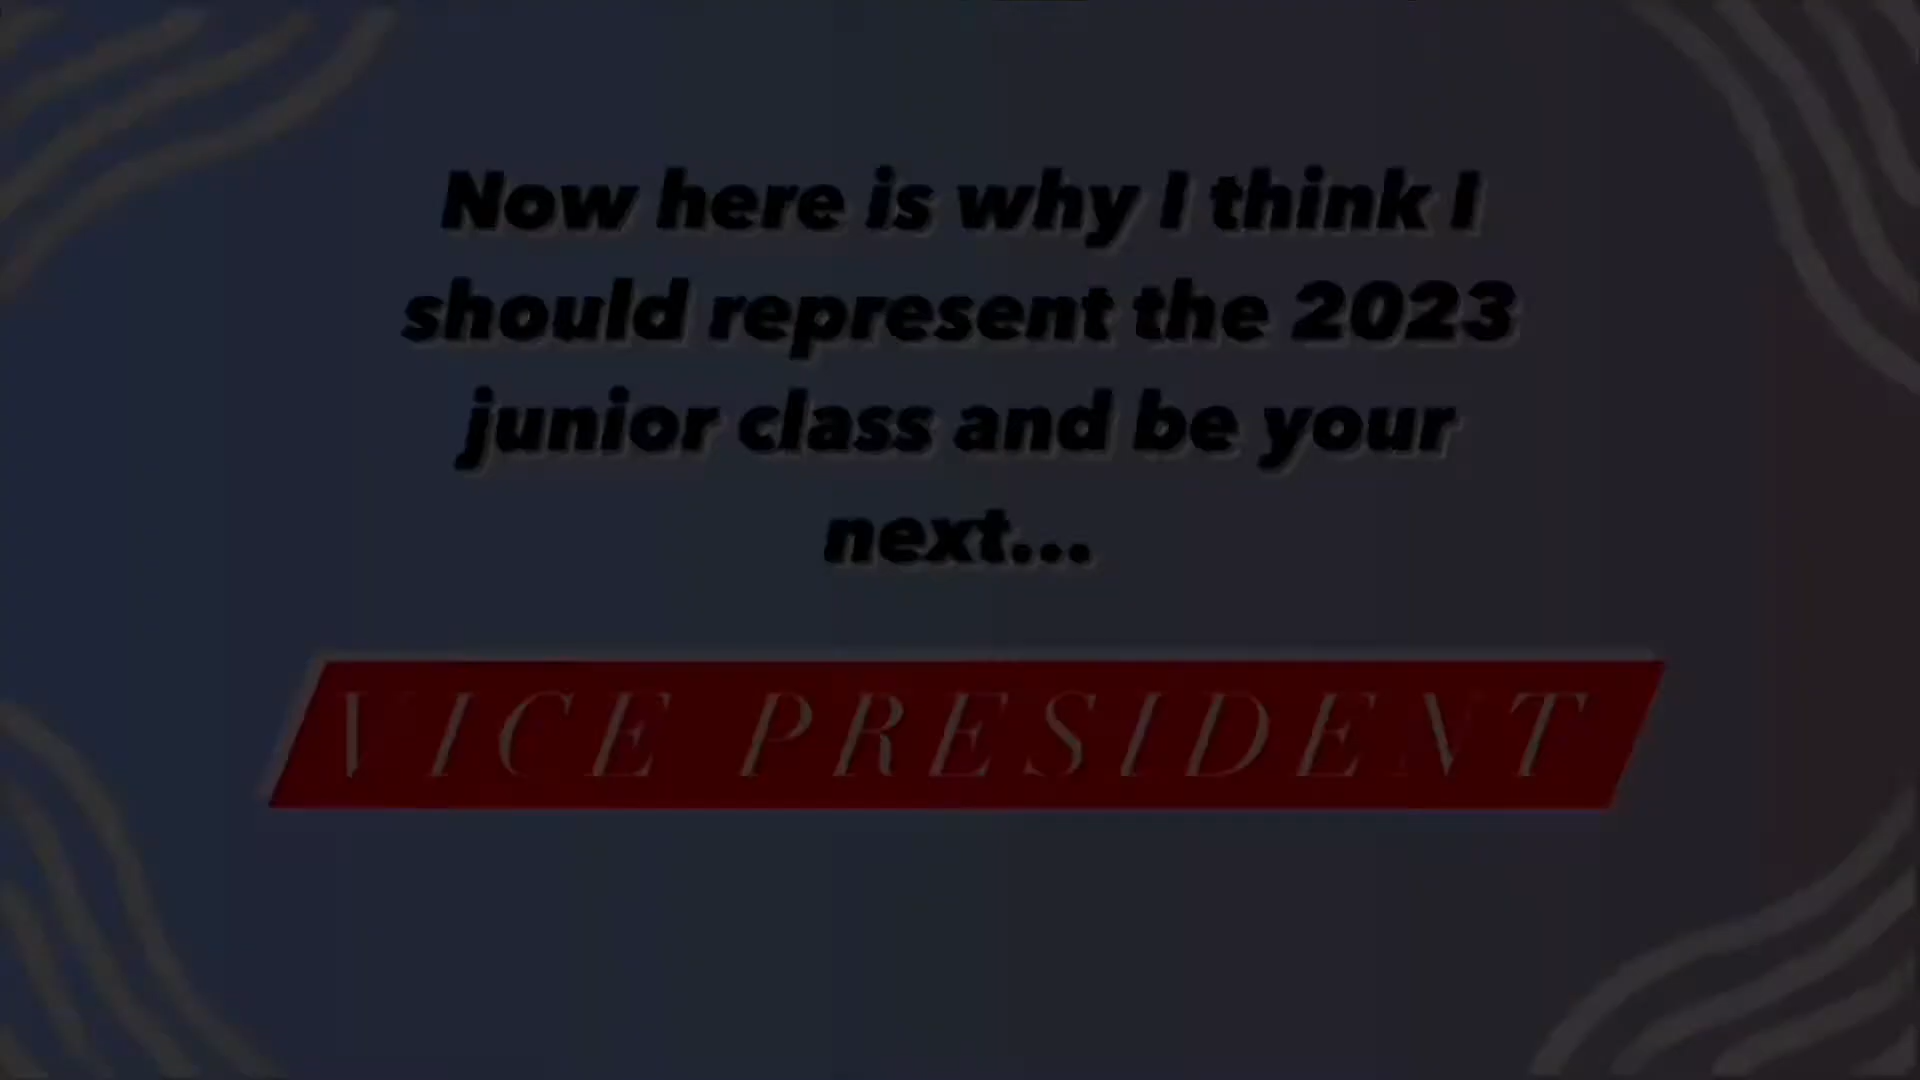 Now here is why I think I
should represent the 2023
junior class and be your
next...
VICE PRESIDENT